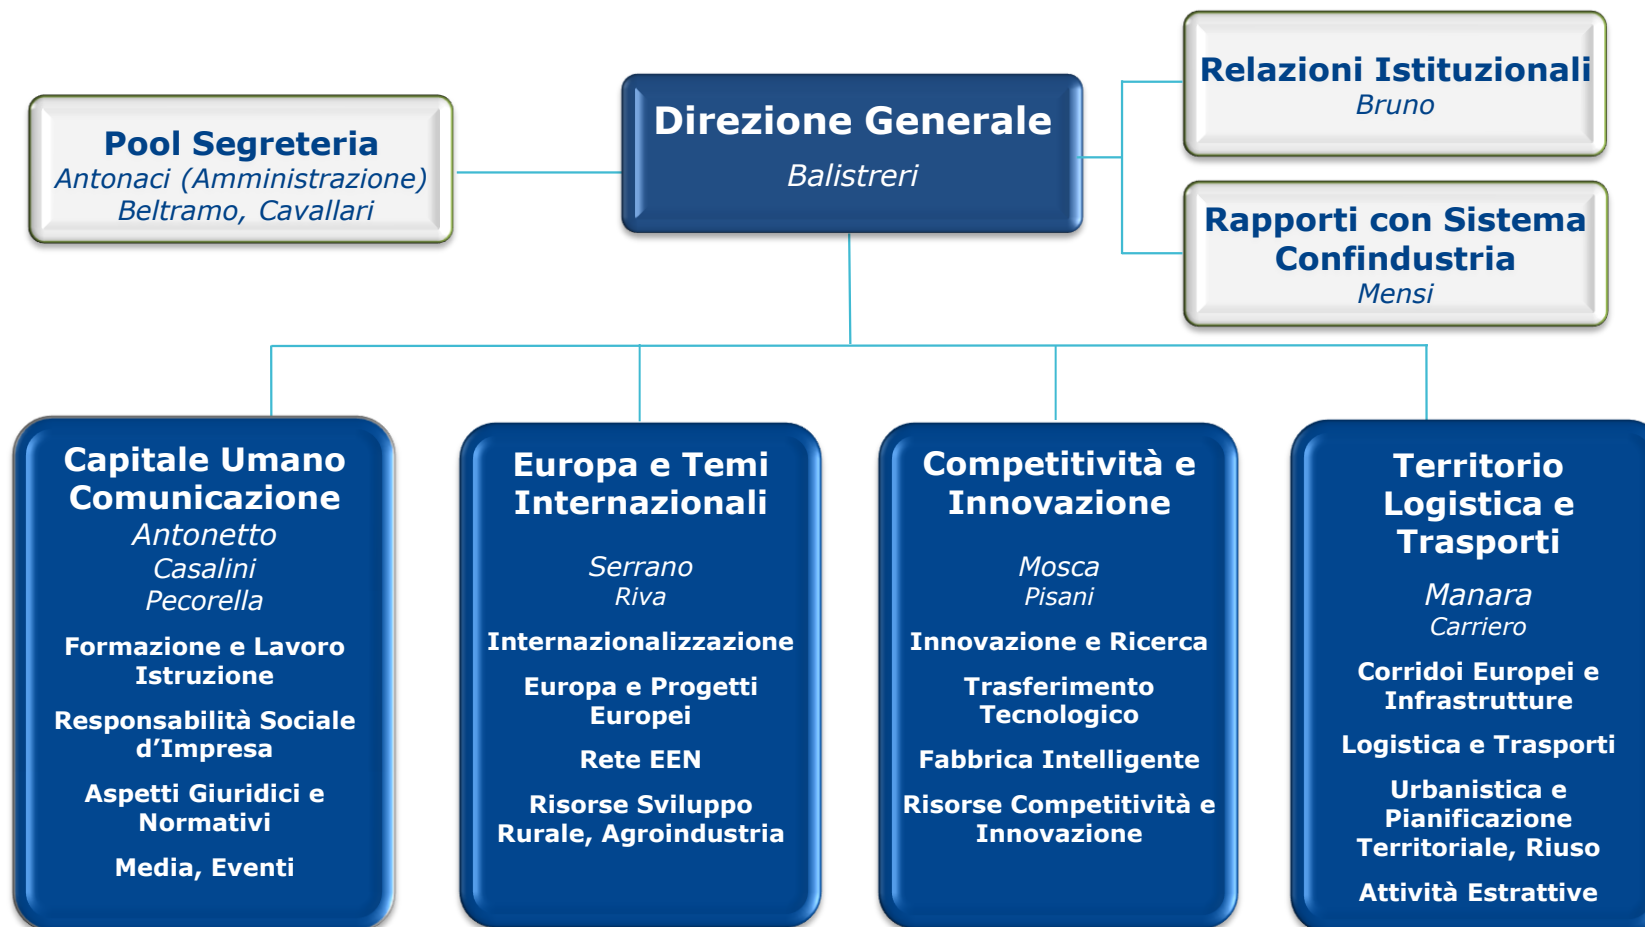 Relazioni Istituzionali
Bruno
Direzione Generale
Balistreri
Pool Segreteria
Antonaci (Amministrazione)
Beltramo, Cavallari
Rapporti con Sistema
Confindustria
Mensi
Capitale Umano
Comunicazione
Antonetto
Casalini
Pecorella
Formazione e Lavoro
Istruzione
Responsabilità Sociale
d’Impresa
Aspetti Giuridici e
Normativi
Media, Eventi
Europa e Temi
Internazionali
Serrano
Riva
Internazionalizzazione
Europa e Progetti
Europei
Rete EEN
Risorse Sviluppo
Rurale, Agroindustria
Competitività e
Innovazione
Mosca
Pisani
Innovazione e Ricerca
Trasferimento
Tecnologico
Fabbrica Intelligente
Risorse Competitività e
Innovazione
Territorio
Logistica e
Trasporti
Manara
Carriero
Corridoi Europei e
Infrastrutture
Logistica e Trasporti
Urbanistica e
Pianificazione
Territoriale, Riuso
Attività Estrattive